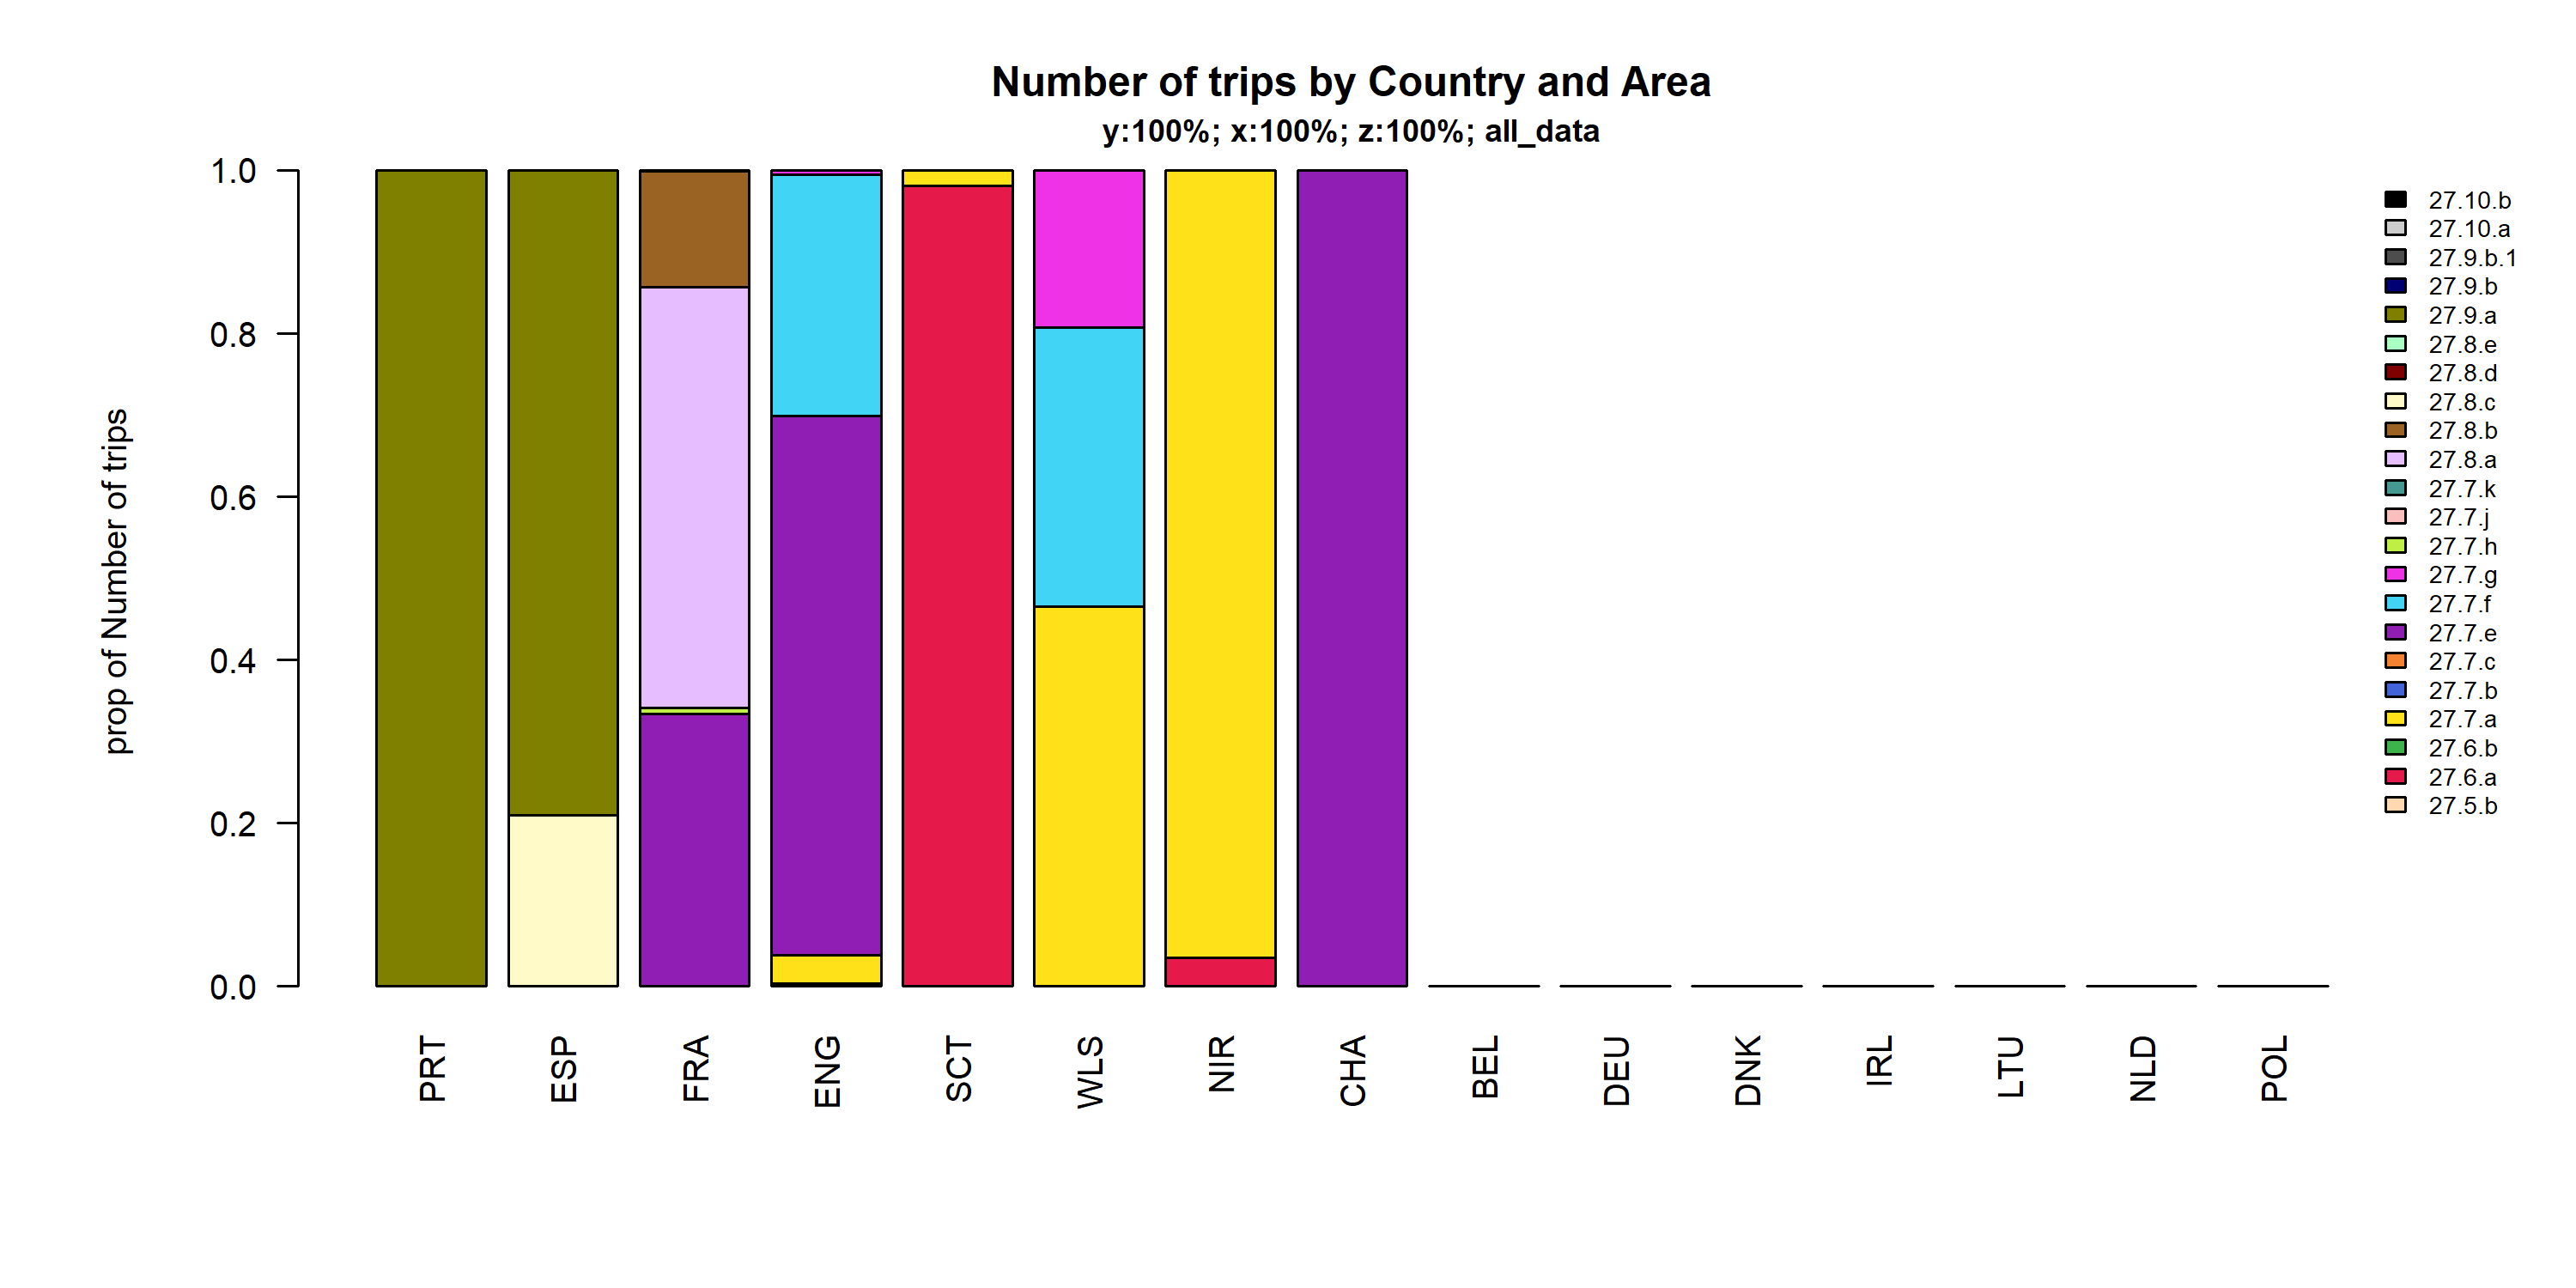 Number of trips by Country and Area
y:100%; x:100%; z:100%; all_data
prop of Number of trips
1.0
0.8
0.6
0.4
0.2
0.0
PRT
ESP
FRA
ENG
SCT
WLS
NIR
CHA
BEL
DEU
DNK
IRL
LTU
NLD
POL
27.10.b
27.10.a
27.9.b.1
27.9.b
27.9.a
27.8.e
27.8.d
27.8.c
27.8.b
27.8.a
27.7.k
27.7.j
27.7.h
27.7.g
27.7.f
27.7.e
27.7.c
27.7.b
27.7.a
27.6.b
27.6.a
27.5.b